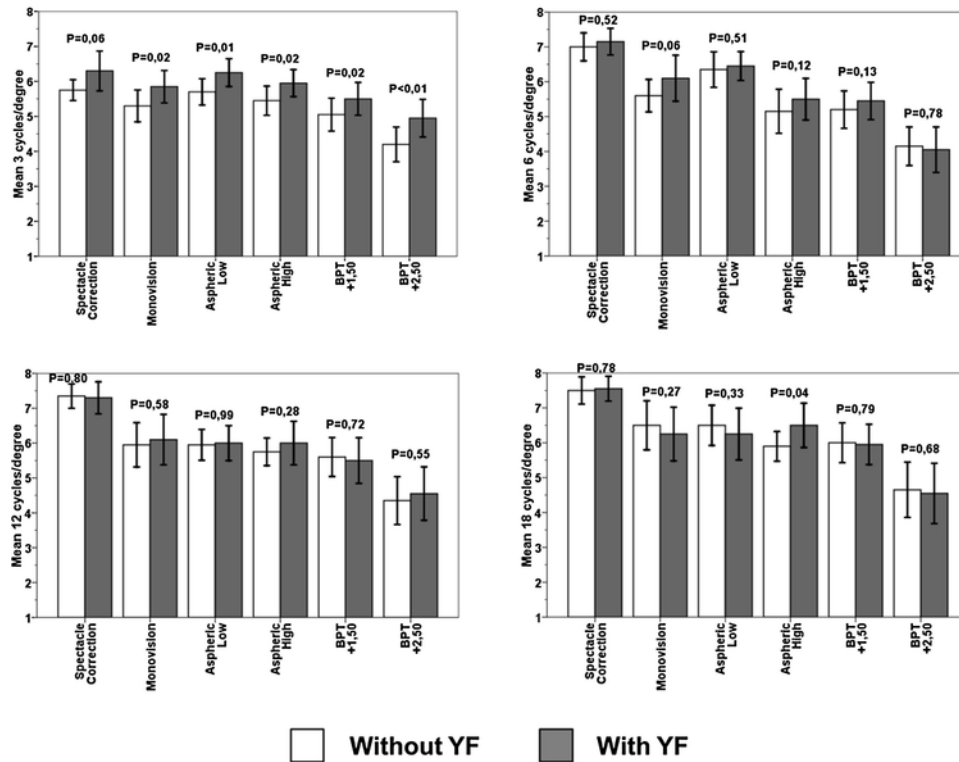 Mean 3 cycles/degree
8
7
6
5
4
3
2
1
P=0,06
P=0,02
P=0,01
P=0,02
P=0,02
P<0,01
Spectacle
Correction
Monovision
Aspheric
Low
Aspheric
High
BPT
+1,50
BPT
+2,50
Mean 6 cycles/degree
8
7
6
5
4
3
2
1
P=0,52
P=0,06
P=0,51
P=0,12
P=0,13
P=0,78
Spectacle
Correction
Monovision
Aspheric
Low
Aspheric
High
BPT
+1,50
BPT
+2,50
Mean 12 cycles/degree
8
7
6
5
4
3
2
1
P=0,80
P=0,58
P=0,99
P=0,28
P=0,72
P=0,55
Spectacle
Correction
Monovision
Aspheric
Low
Aspheric
High
BPT
+1,50
BPT
+2,50
Mean 18 cycles/degree
8
7
6
5
4
3
2
1
P=0,78
P=0,27
P=0,33
P=0,04
P=0,79
P=0,68
Spectacle
Correction
Monovision
Aspheric
Low
Aspheric
High
BPT
+1,50
BPT
+2,50
Without YF
With YF